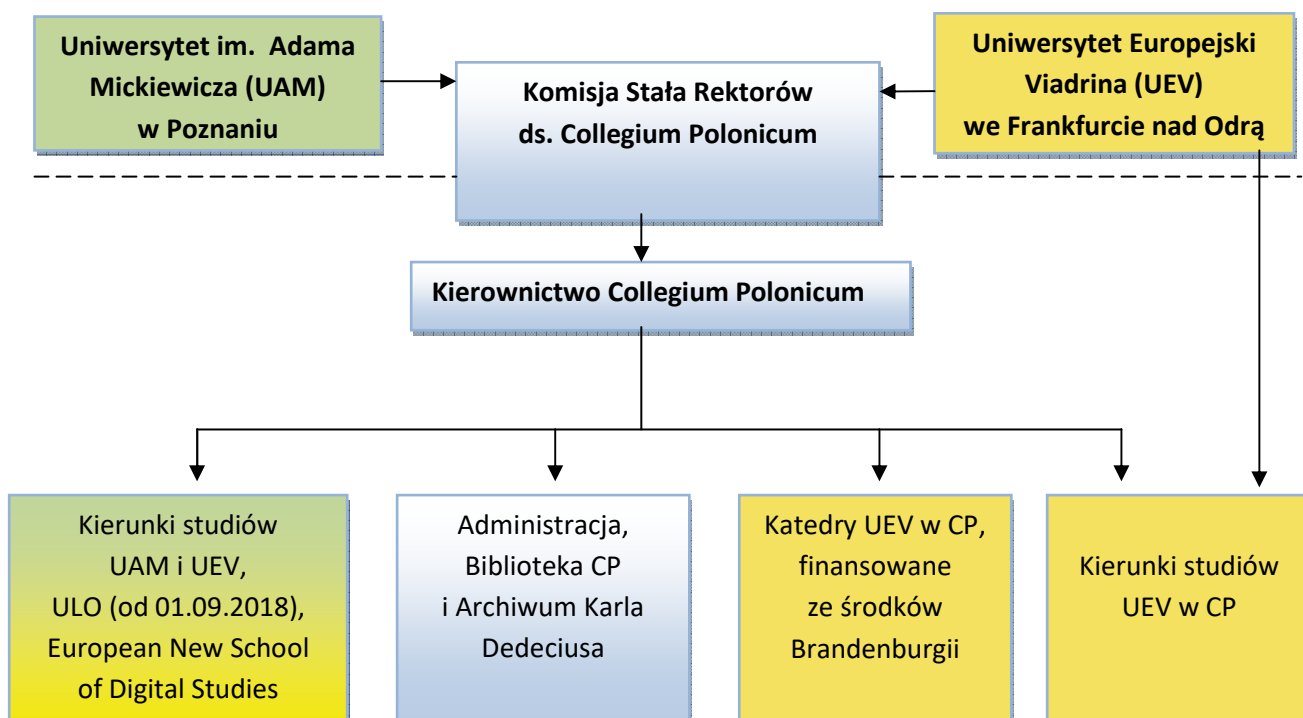 Uniwersytet im. Adama
Mickiewicza (UAM)
w Poznaniu
Komisja Stała Rektorów
ds. Collegium Polonicum
Uniwersytet Europejski
Viadrina (UEV)
we Frankfurcie nad Odrą
Kierownictwo Collegium Polonicum
Kierunki studiów
UAM i UEV,
ULO (od 01.09.2018),
European New School
of Digital Studies
Administracja,
Biblioteka CP
i Archiwum Karla
Dedeciusa
Katedry UEV w CP,
finansowane
ze środków
Brandenburgii
Kierunki studiów
UEV w CP